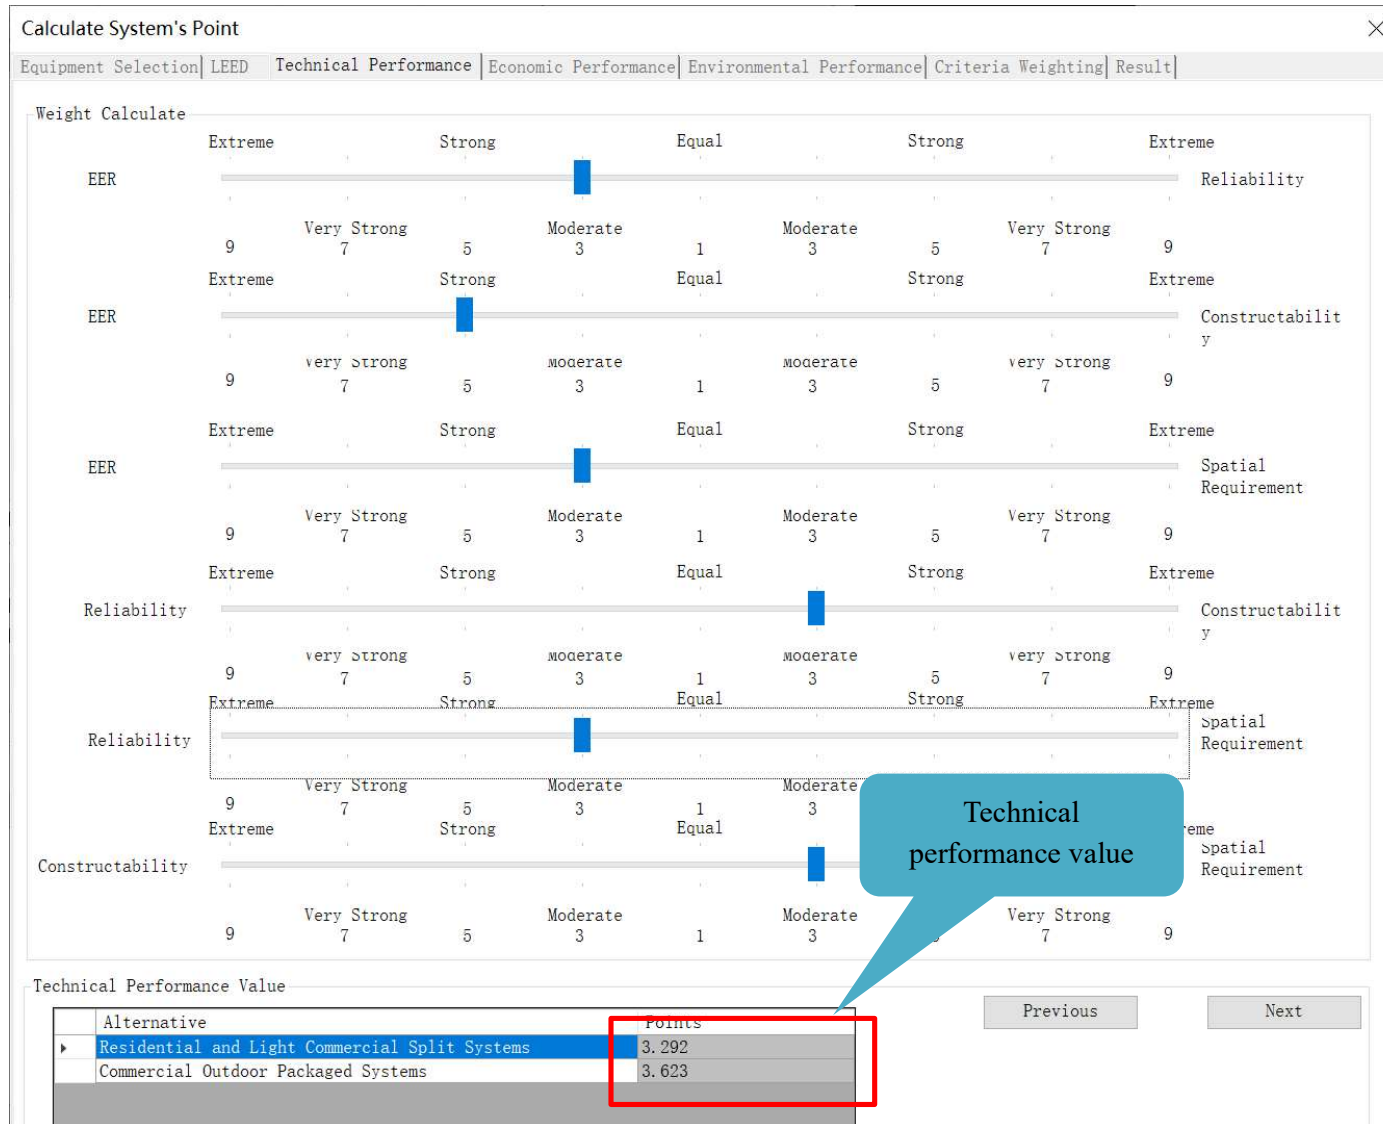 Calculate System's Point
Equipment Selection LEED Technical Performance Economic Performance Environmental Performance Criteria Weighting Result
Weight Calculate
Extreme Strong Equal Strong Extreme
EER Reliability
Very Strong Moderate Moderate Very Strong
9 7 5 3 1 3 5 7 9
Extreme Strong Equal Strong Extreme
EER Constructabilit
y
Very Strong Moderate Moderate Very Strong
9 7 5 3 1 3 5 7 9
Extreme Strong Equal Strong Extreme
EER Spatial
Requirement
Very Strong Moderate Moderate Very Strong
9 7 5 3 1 3 5 7 9
Extreme Strong Equal Strong Extreme
Reliability Constructabilit
y
Very Strong Moderate Moderate Very Strong
9 7 5 3 1 3 5 7 9
Extreme Strong Equal Strong Extreme
Reliability Spatial
Requirement
Very Strong Moderate Moderate
9 7 5 3 1 3
Technical
performance value
Extreme Strong Equal
Constructability Spatial
Requirement
Very Strong Moderate Moderate Very Strong
9 7 5 3 1 3 7 9
Technical Performance Value
Previous Next
Alternative Points
Residential and Light Commercial Split Systems 3.292
Commercial Outdoor Packaged Systems 3.623